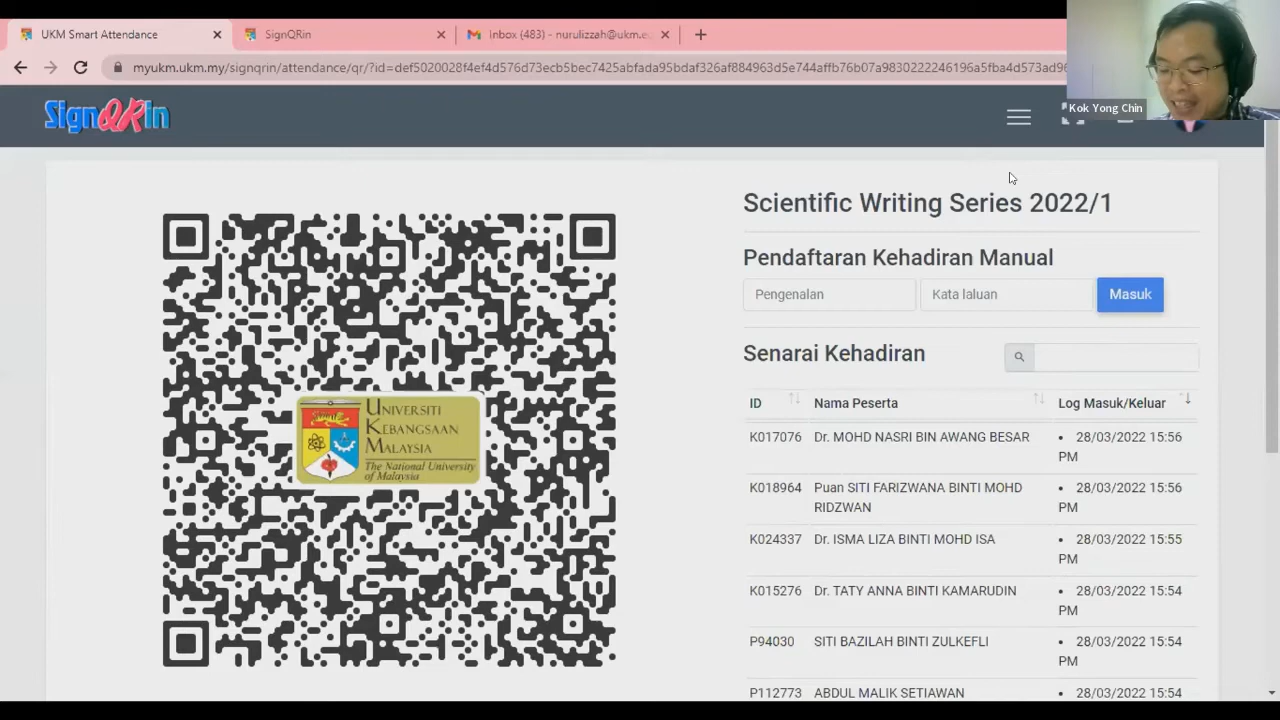 UKM Smart Attendance
SignQRin
Inbox (483) - nurulizzah@ukm.e
myukm.ukm.my/signqrin/attendance/qr/?id=def5020028f4ef4d576d73ecb5bec7425abfada95bdaf326af884963d5e744affb76b07a9830222246196a5fba4d573ad96
Kok Yong Chin
SignQRin
Scientific Writing Series 2022/1
Pendaftaran Kehadiran Manual
Pengenalan Kata laluan Masuk
Senarai Kehadiran
ID Nama Peserta Log Masuk/Keluar
K017076 Dr. MOHD NASRI BIN AWANG BESAR • 28/03/2022 15:56
PM
K018964 Puan SITI FARIZWANA BINTI MOHD • 28/03/2022 15:56
RIDZWAN PM
K024337 Dr. ISMA LIZA BINTI MOHD ISA • 28/03/2022 15:55
PM
K015276 Dr. TATY ANNA BINTI KAMARUDIN • 28/03/2022 15:54
PM
P94030 SITI BAZILAH BINTI ZULKEFLI • 28/03/2022 15:54
PM
P112773 ABDUL MALIK SETIAWAN • 28/03/2022 15:54
UNIVERSITI
KEBANGSAAN
MALAYSIA
The National University
of Malaysia